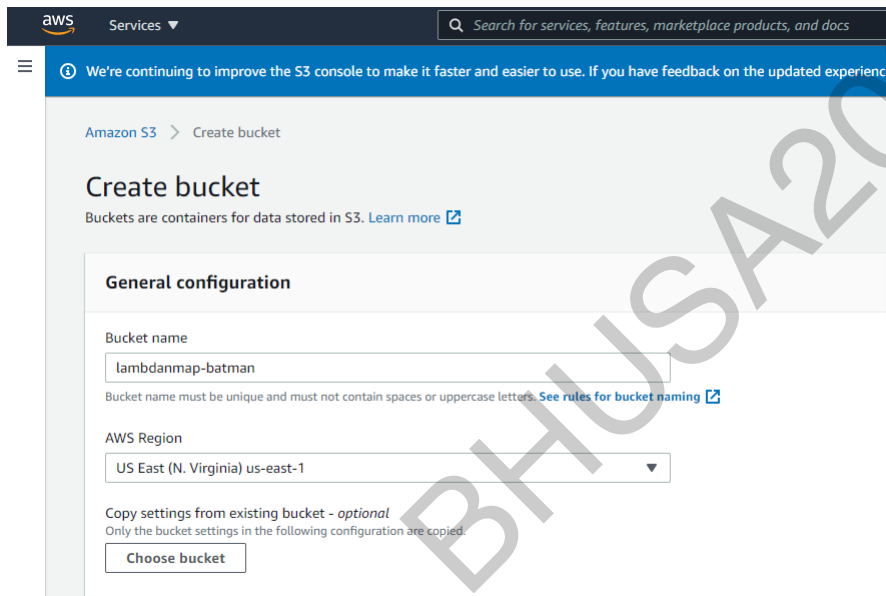 aws Services ▼ Search for services, features, marketplace products, and docs
We're continuing to improve the S3 console to make it faster and easier to use. If you have feedback on the updated
Amazon S3 > Create bucket
Create bucket
Buckets are containers for data stored in S3. Learn more
General configuration
Bucket name
lambdanmap-batman
Bucket name must be unique and must not contain spaces or uppercase letters. See rules for bucket naming
AWS Region
US East (N. Virginia) us-east-1
Copy settings from existing bucket - optional
Only the bucket settings in the following configuration are copied.
Choose bucket
BHUSA20